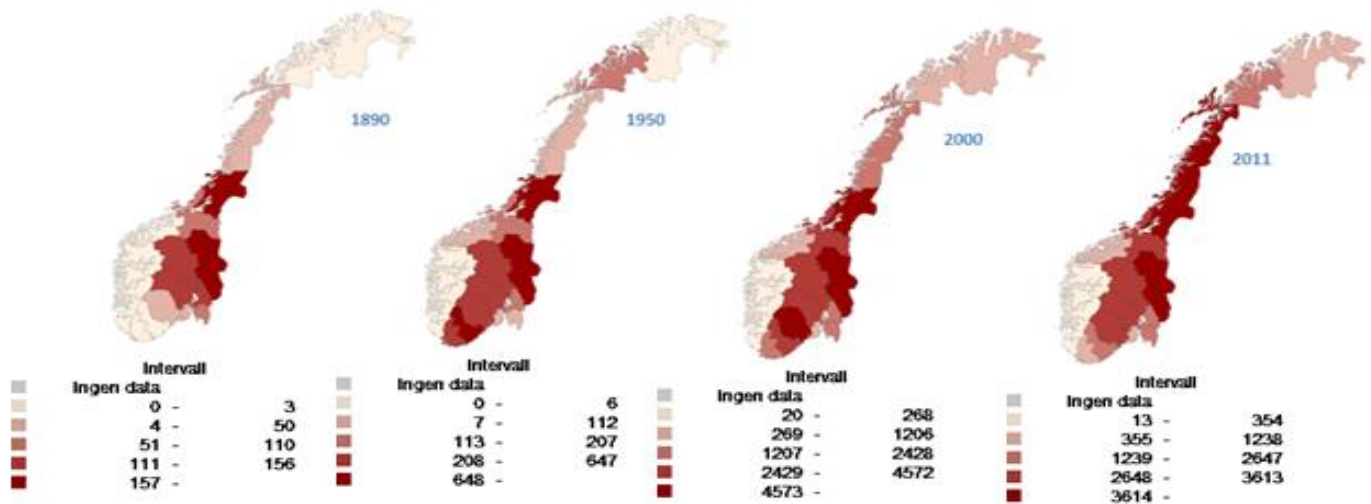 1890
1950
2000
2011
Intervall
Ingen data
0 - 3
4 - 50
51 - 110
111 - 156
157 -
Intervall
Ingen data
0 - 6
7 - 112
113 - 207
208 - 647
648 -
Intervall
Ingen data
20 - 268
269 - 1206
1207 - 2428
2429 - 4572
4573 -
Intervall
Ingen data
13 - 354
355 - 1238
1239 - 2647
2648 - 3613
3614 -